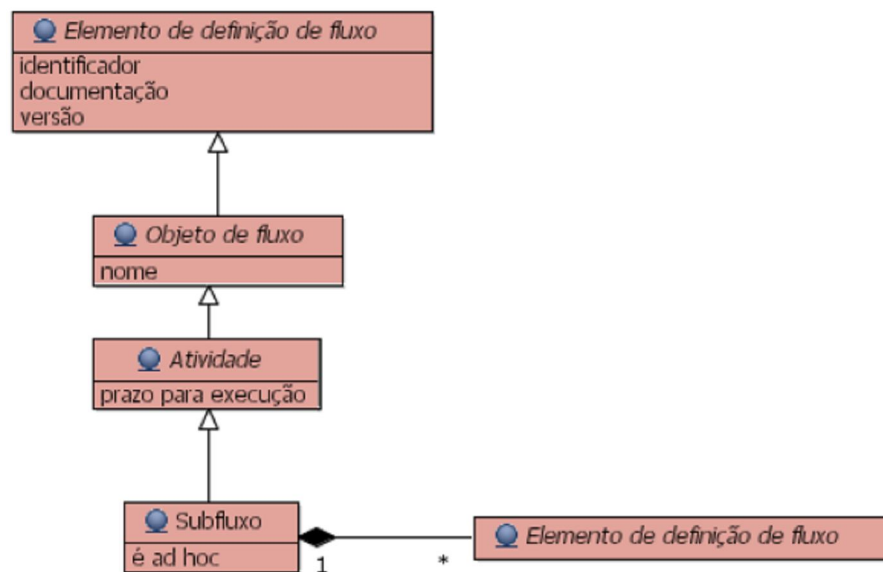 Elemento de definição de fluxo
identificador
documentação
versão
Objeto de fluxo
nome
Atividade
prazo para execução
Subfluxo
é ad hoc
1
*
Elemento de definição de fluxo